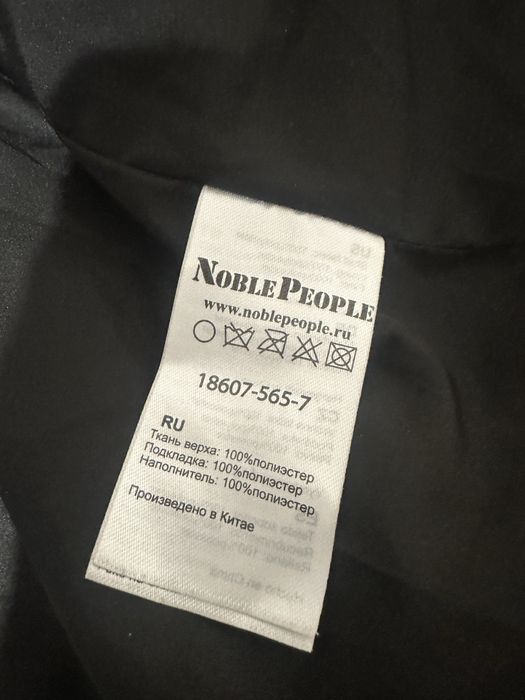 NOBLEPEOPLE
www.noblepeople.ru
18607-565-7
RU
Ткань верха: 100%полиэстер
Подкладка: 100%полиэстер
Наполнитель: 100%полиэстер
Произведено в Китае